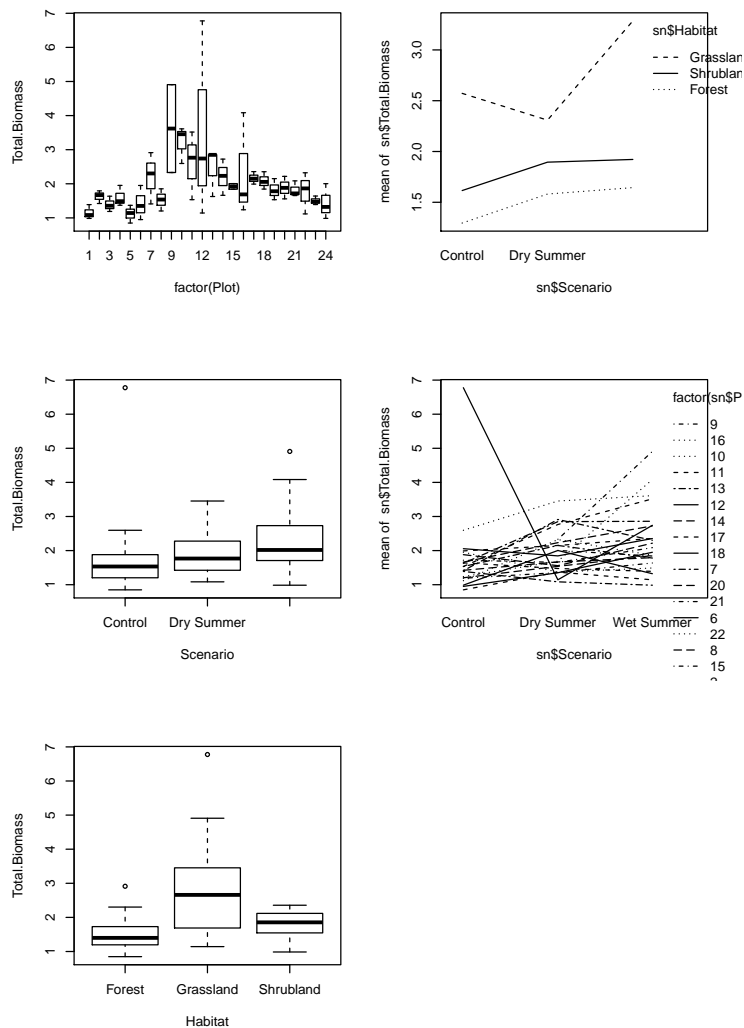 Total.Biomass
7
6
5
4
3
2
1
1 3 5 7 9 12 15 18 21 24
factor(Plot)
mean of sn$Total.Biomass
3.0
2.5
2.0
1.5
Control Dry Summer
sn$Scenario
sn$Habitat
Grasslan
Shrubland
Forest
Total.Biomass
7
6
5
4
3
2
1
Control Dry Summer
Scenario
mean of sn$Total.Biomass
7
6
5
4
3
2
1
Control Dry Summer Wet Summer
sn$Scenario
factor(sn$P
9
16
10
11
13
12
14
17
18
7
20
21
6
22
8
15
Total.Biomass
7
6
5
4
3
2
1
Forest Grassland Shrubland
Habitat